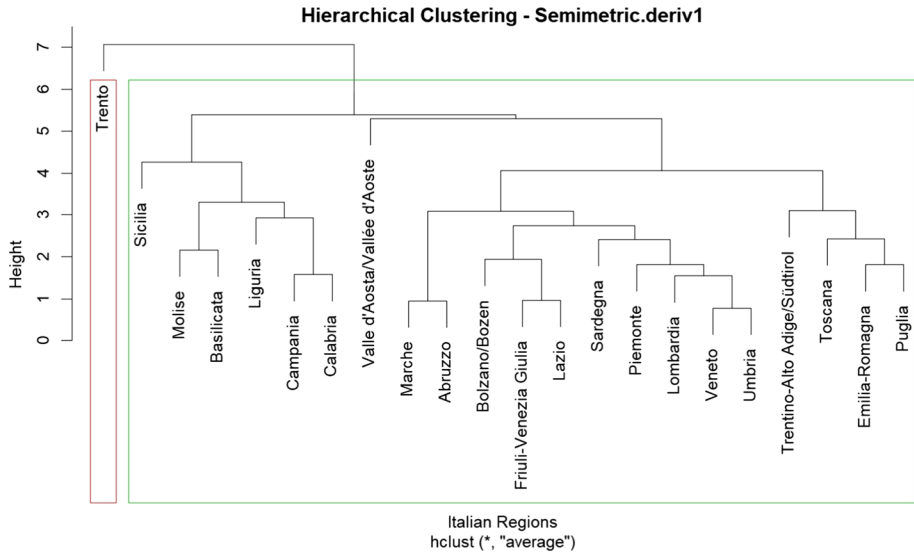 Hierarchical Clustering - Semimetric.deriv1
Height
7
6
5
4
3
2
1
0
Trento
Sicilia
Molise
Basilicata
Liguria
Campania
Calabria
Valle d'Aosta/Vallée d'Aoste
Marche
Abruzzo
Bolzano/Bozen
Friuli-Venezia Giulia
Lazio
Sardegna
Piemonte
Lombardia
Veneto
Umbria
Trentino-Alto Adige/Südtirol
Toscana
Emilia-Romagna
Puglia
Italian Regions
hclust (*, "average")